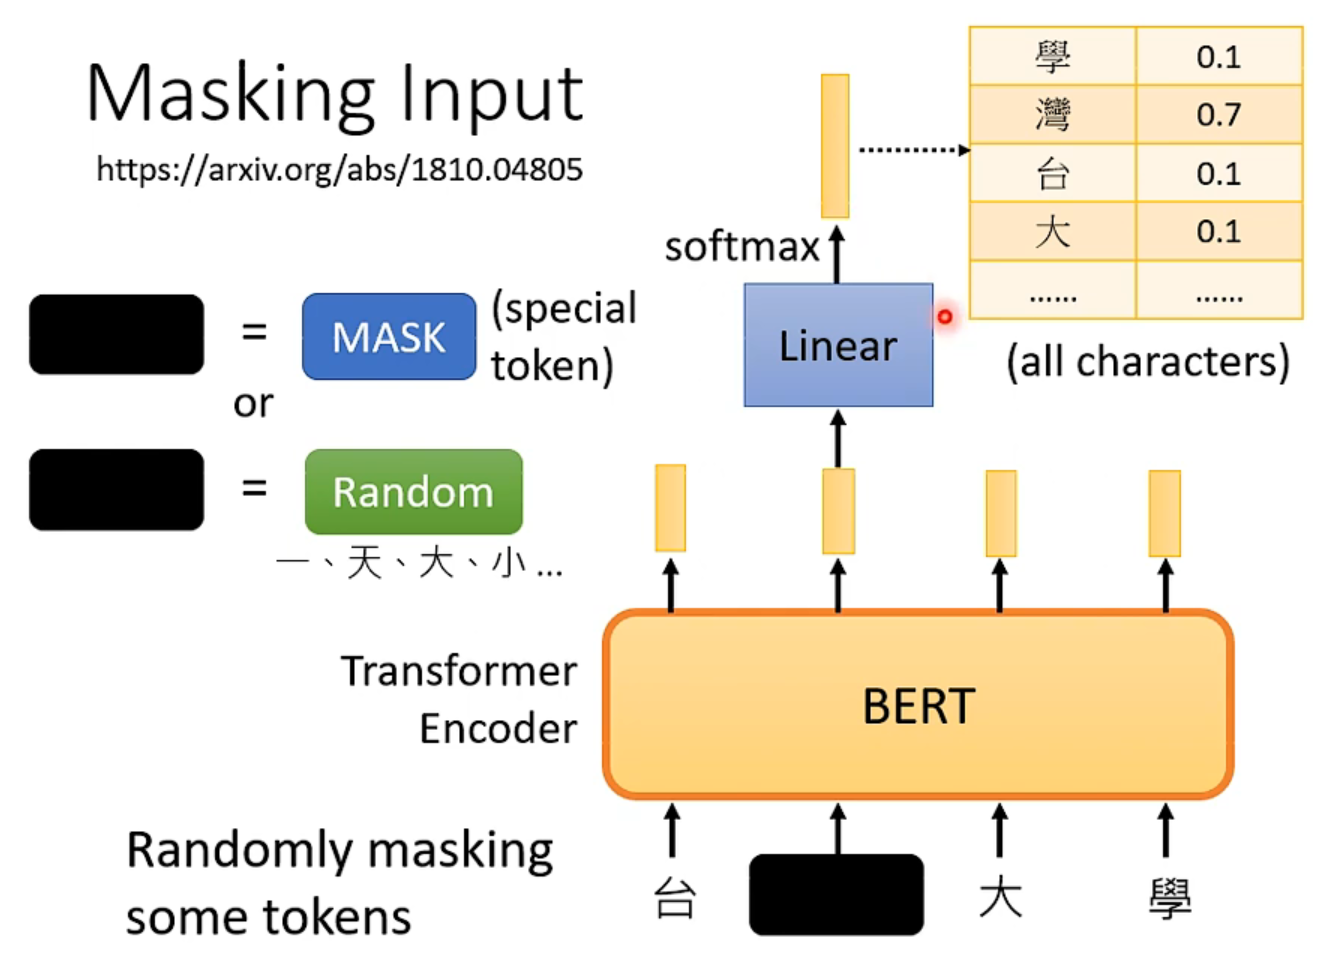 Masking Input
https://arxiv.org/abs/1810.04805
= MASK (special token)
or
= Random
一、天、大、小 ...
學 0.1
灣 0.7
台 0.1
大 0.1
...... ......
(all characters)
softmax
Linear
Transformer
Encoder
BERT
Randomly masking
some tokens
台 大 學